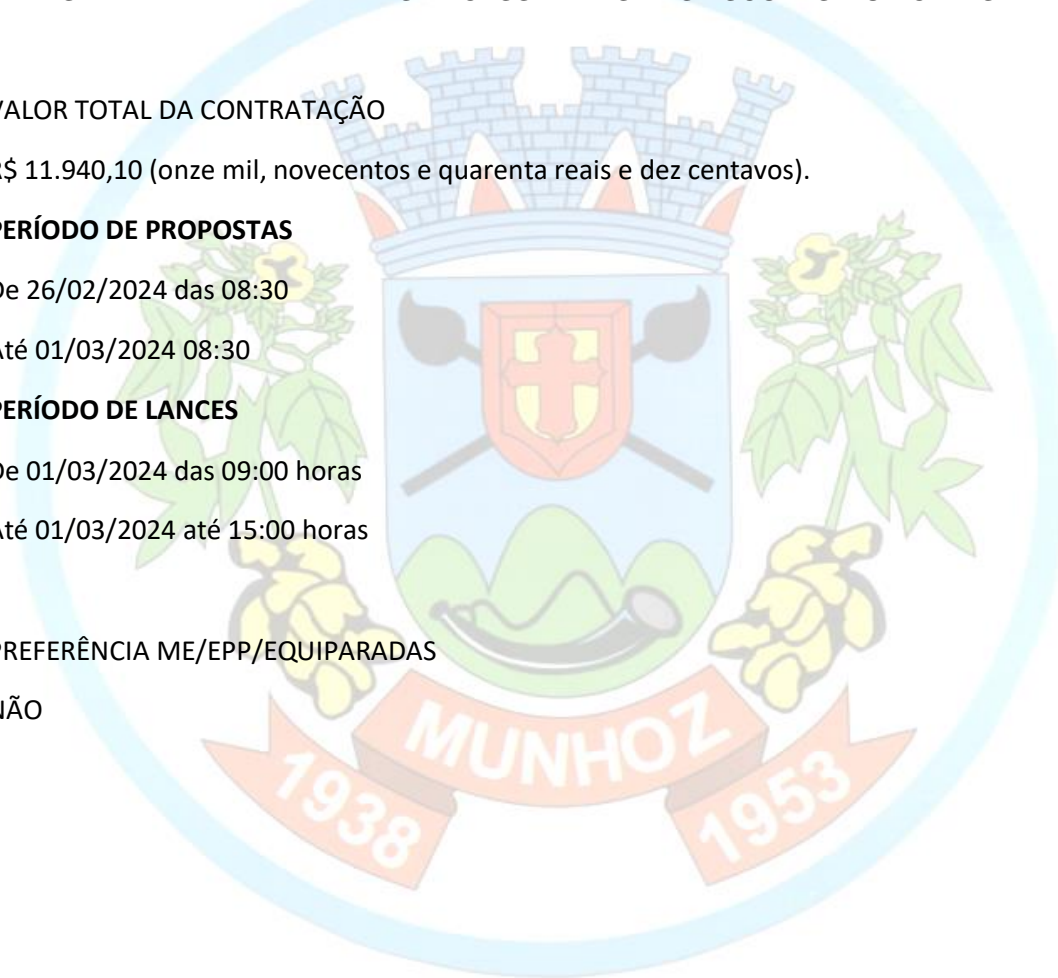 VALOR TOTAL DA CONTRATAÇÃO
R$ 11.940,10 (onze mil, novecentos e quarenta reais e dez centavos).
PERÍODO DE PROPOSTAS
De 26/02/2024 das 08:30
Até 01/03/2024 08:30
PERÍODO DE LANCES
De 01/03/2024 das 09:00 horas
Até 01/03/2024 até 15:00 horas
PREFERÊNCIA ME/EPP/EQUIPARADAS
NÃO
MUNHOZ
1938
1953